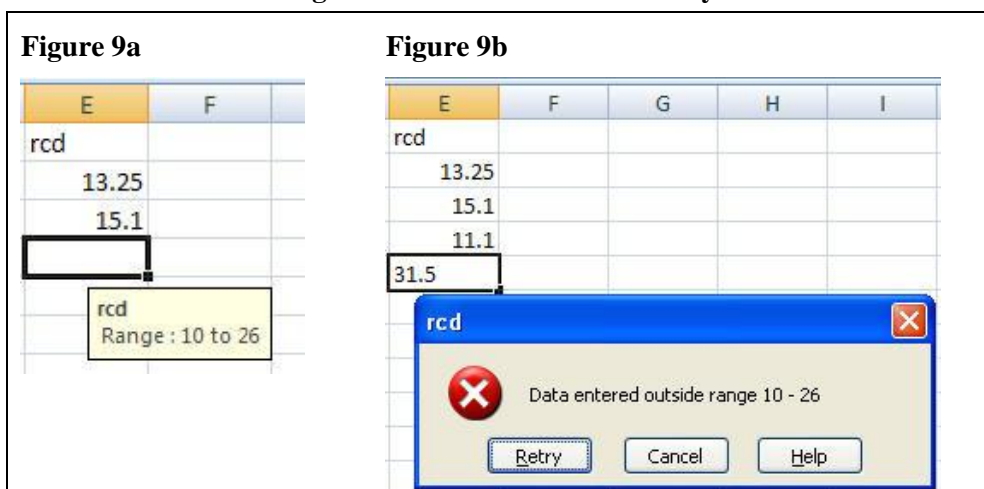 Figure 9a
E F
rcd
13.25
15.1
rcd
Range : 10 to 26
Figure 9b
E F G H I
rcd
13.25
15.1
11.1
31.5
rcd
Data entered outside range 10 - 26
Retry Cancel Help